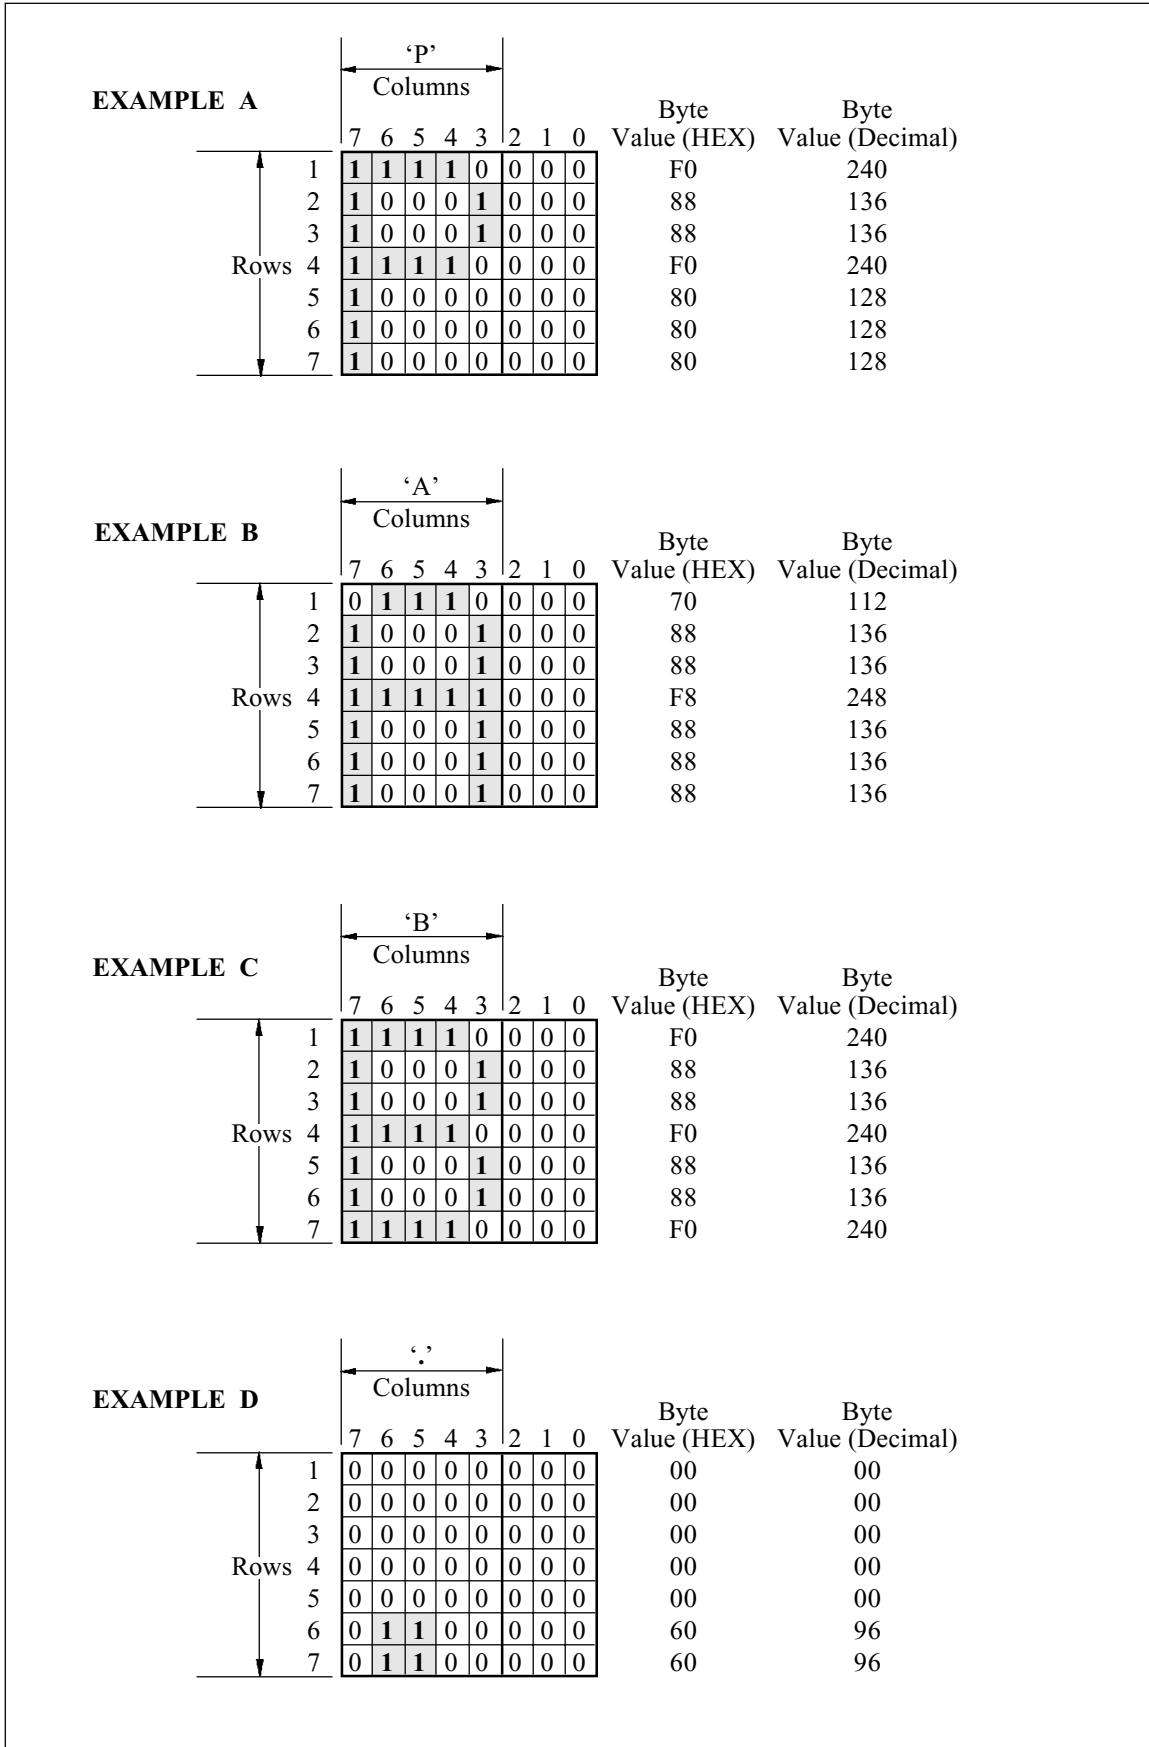 ‘P’
Columns
EXAMPLE A
Byte Byte
7 6 5 4 3 2 1 0 Value (HEX) Value (Decimal)
1 1 1 1 1 0 0 0 0 F0 240
2 1 0 0 0 1 0 0 0 88 136
3 1 0 0 0 1 0 0 0 88 136
Rows 4 1 1 1 1 0 0 0 0 F0 240
5 1 0 0 0 0 0 0 0 80 128
6 1 0 0 0 0 0 0 0 80 128
7 1 0 0 0 0 0 0 0 80 128
‘A’
Columns
EXAMPLE B
Byte Byte
7 6 5 4 3 2 1 0 Value (HEX) Value (Decimal)
1 0 1 1 1 0 0 0 0 70 112
2 1 0 0 0 1 0 0 0 88 136
3 1 0 0 0 1 0 0 0 88 136
Rows 4 1 1 1 1 1 0 0 0 F8 248
5 1 0 0 0 1 0 0 0 88 136
6 1 0 0 0 1 0 0 0 88 136
7 1 0 0 0 1 0 0 0 88 136
‘B’
Columns
EXAMPLE C
Byte Byte
7 6 5 4 3 2 1 0 Value (HEX) Value (Decimal)
1 1 1 1 1 0 0 0 0 F0 240
2 1 0 0 0 1 0 0 0 88 136
3 1 0 0 0 1 0 0 0 88 136
Rows 4 1 1 1 1 0 0 0 0 F0 240
5 1 0 0 0 1 0 0 0 88 136
6 1 0 0 0 1 0 0 0 88 136
7 1 1 1 1 0 0 0 0 F0 240
‘.’
Columns
EXAMPLE D
Byte Byte
7 6 5 4 3 2 1 0 Value (HEX) Value (Decimal)
1 0 0 0 0 0 0 0 0 00 00
2 0 0 0 0 0 0 0 0 00 00
3 0 0 0 0 0 0 0 0 00 00
Rows 4 0 0 0 0 0 0 0 0 00 00
5 0 0 0 0 0 0 0 0 00 00
6 0 1 1 0 0 0 0 0 60 96
7 0 1 1 0 0 0 0 0 60 96